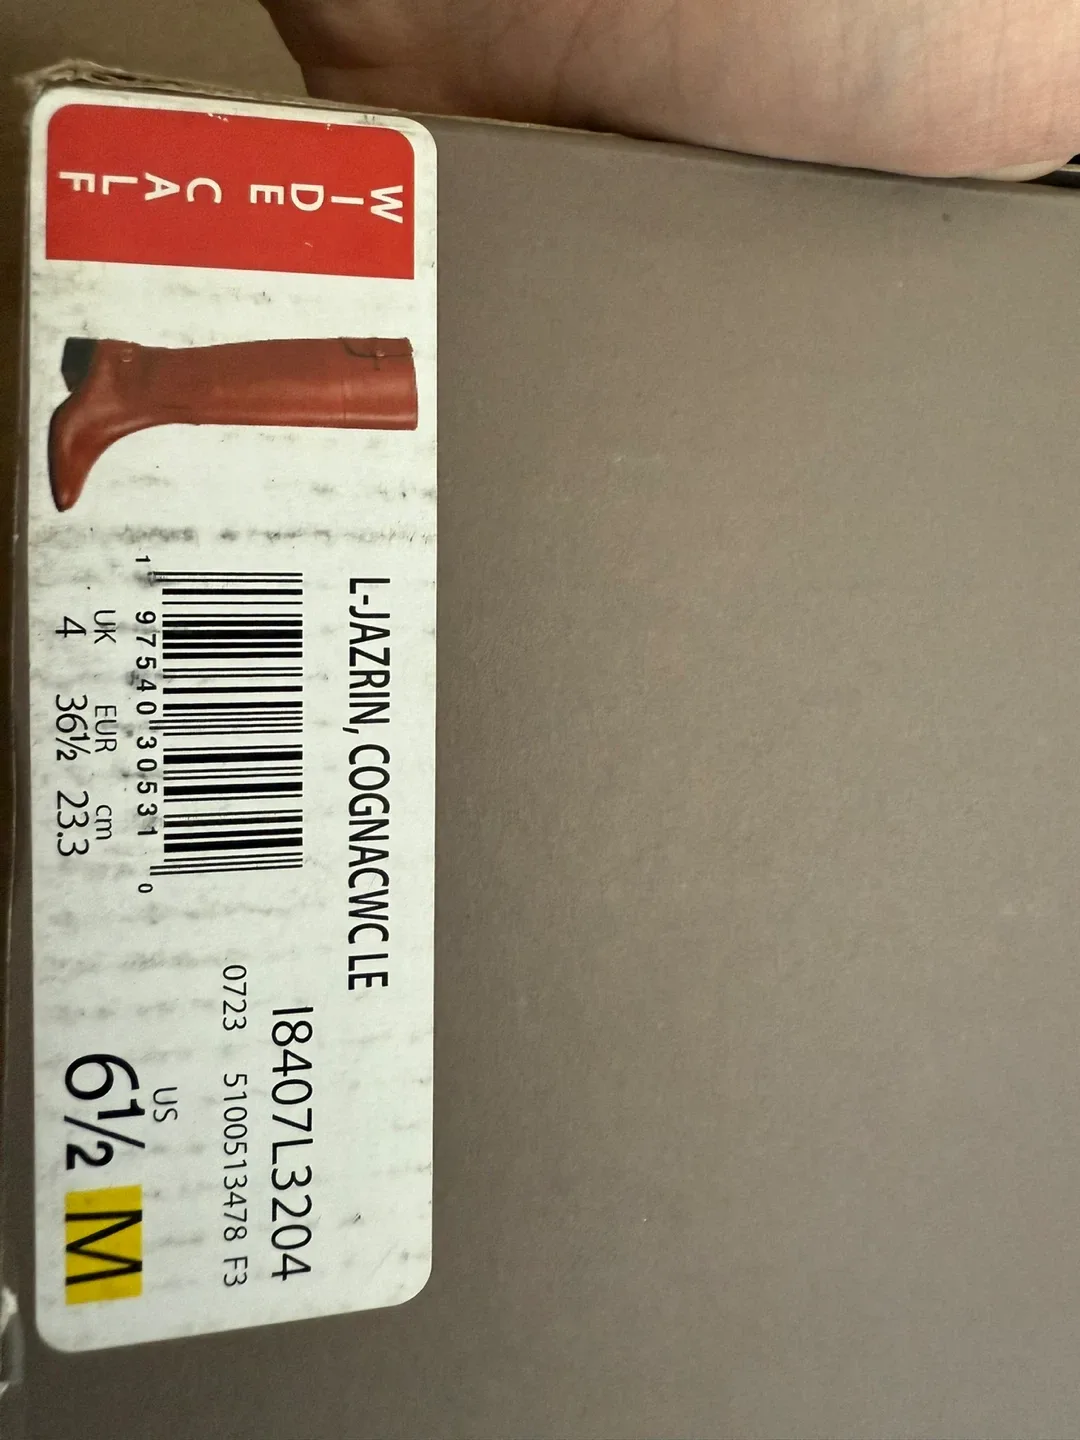 WIDE CALF
L-JAZRIN, COGNACWC LE
I8407L3204
0723 5100513478 F3
1 97540 30531 0
UK EUR cm
4 36½ 23.3
US
6½ M